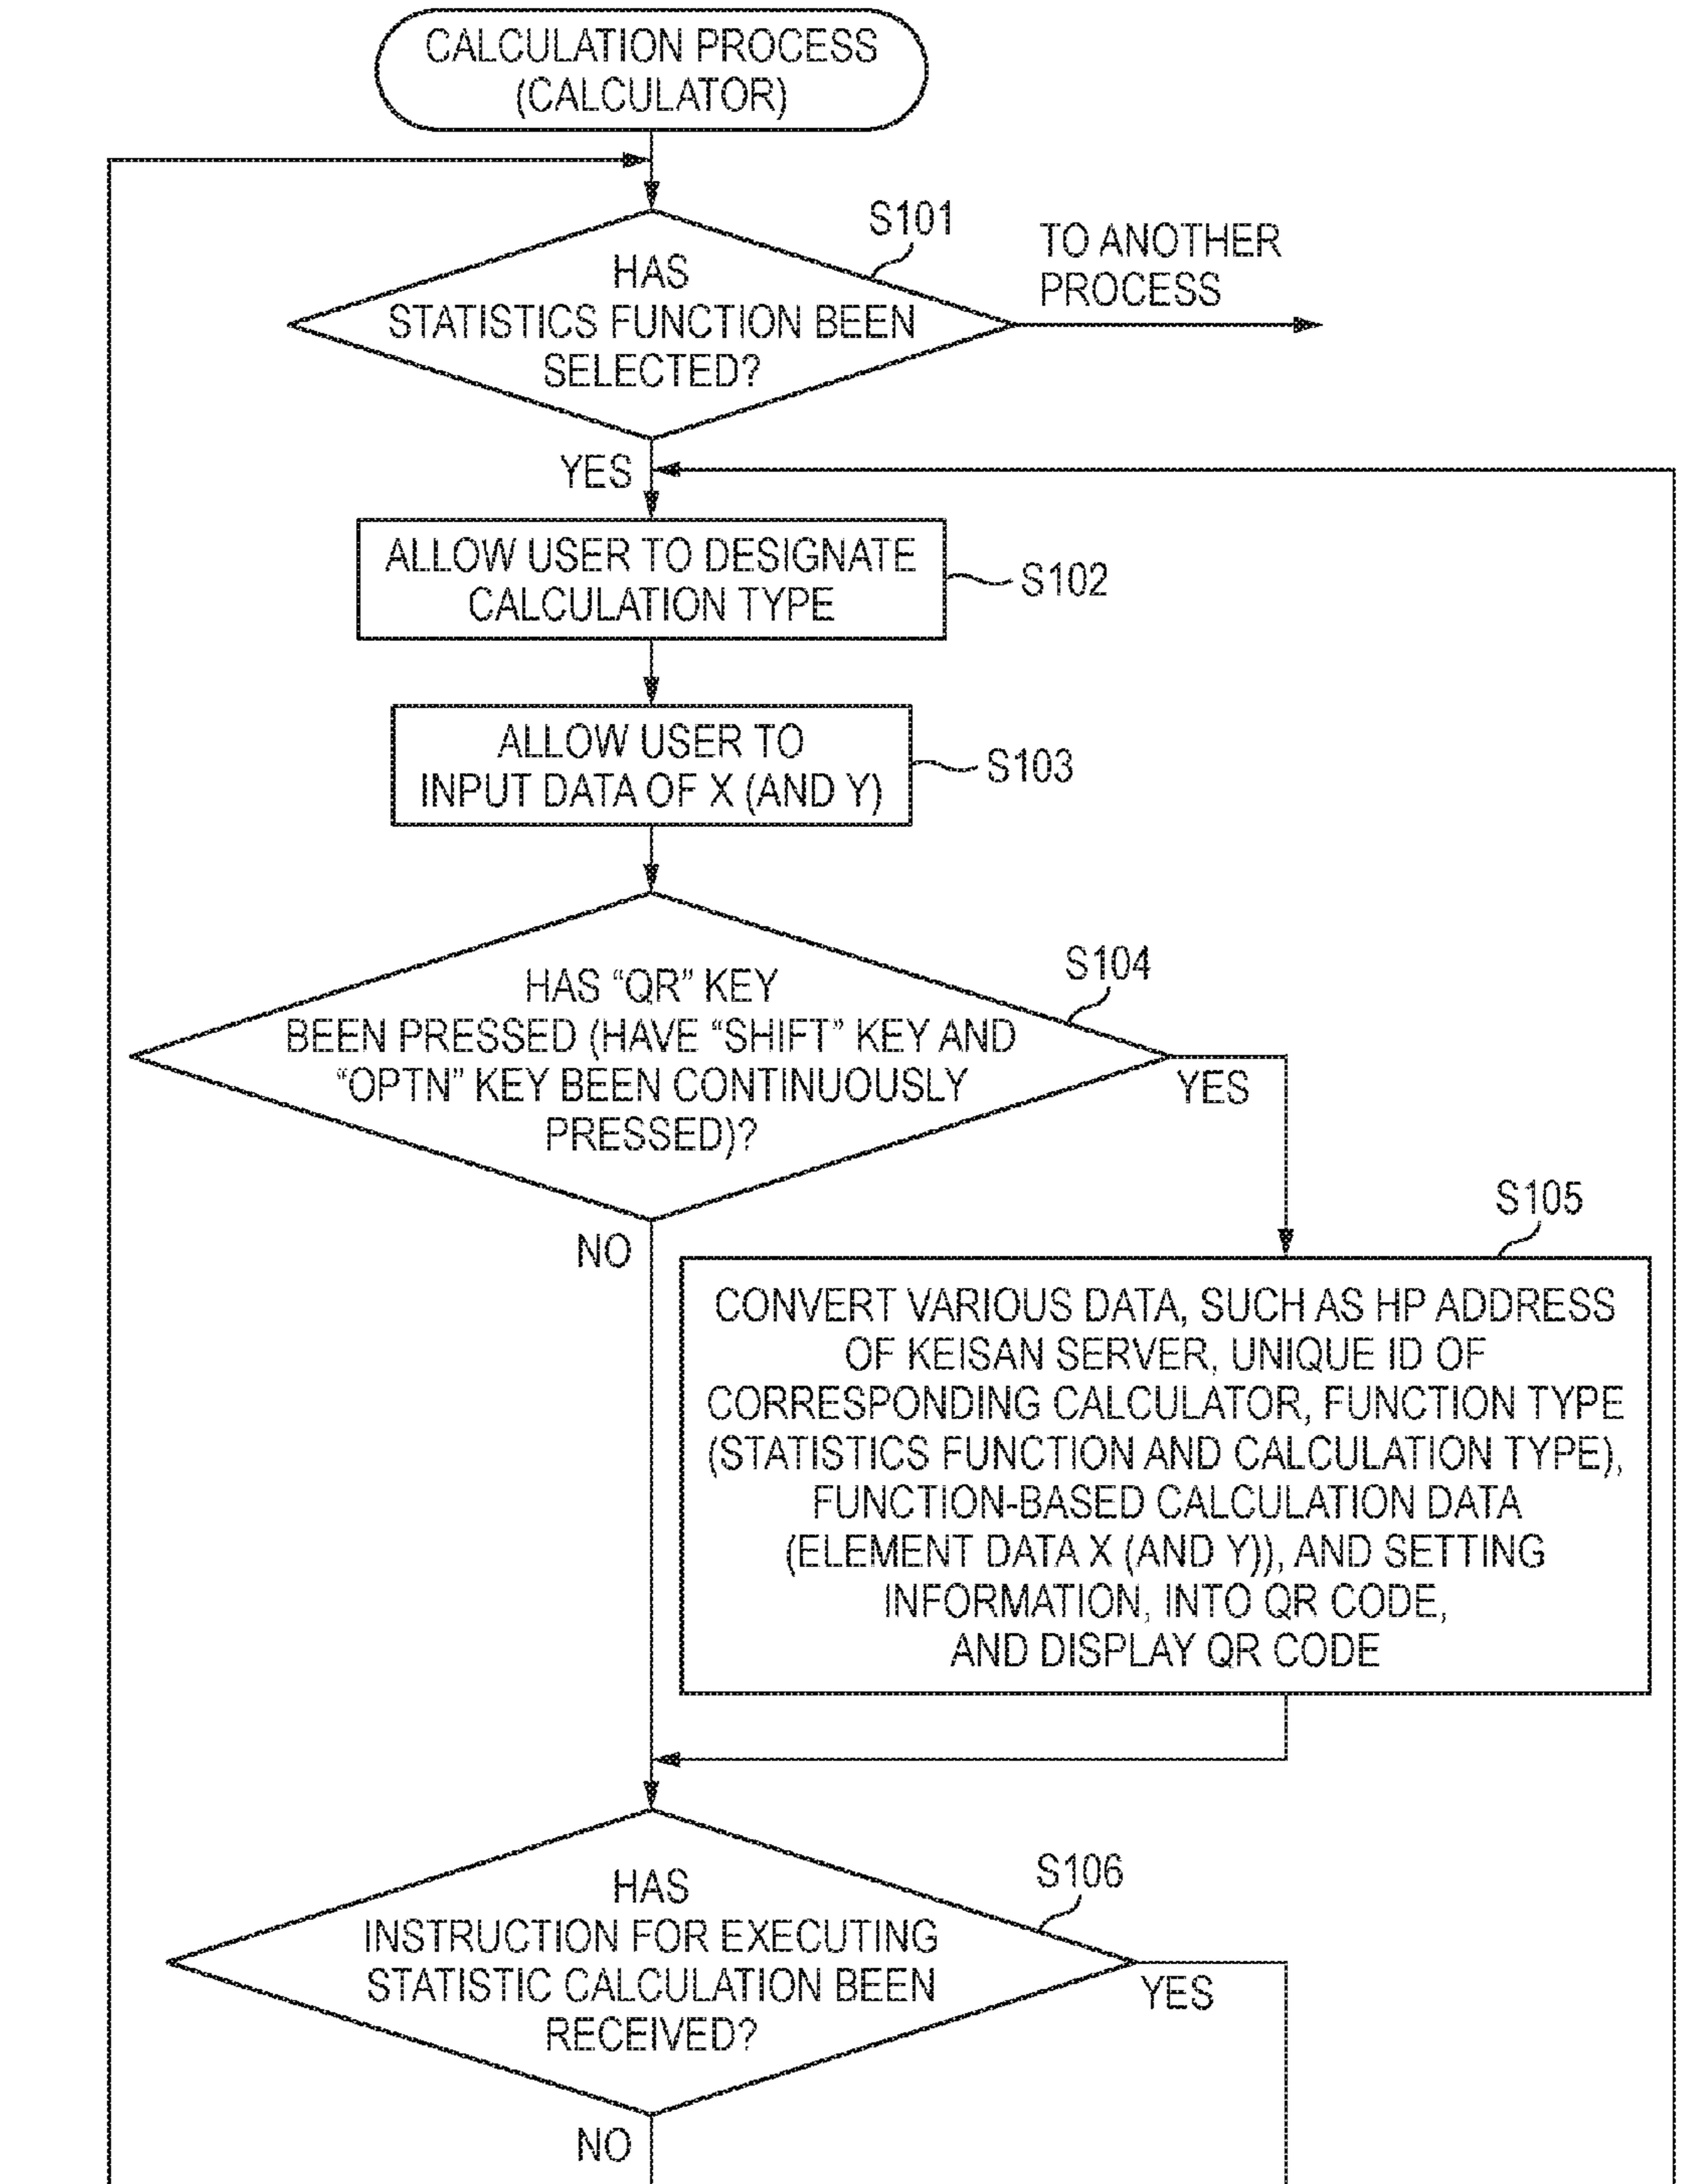 CALCULATION PROCESS
(CALCULATOR)
S101
TO ANOTHER
PROCESS
HAS
STATISTICS FUNCTION BEEN
SELECTED?
YES
ALLOW USER TO DESIGNATE
CALCULATION TYPE
S102
ALLOW USER TO
INPUT DATA OF X (AND Y)
S103
S104
HAS “QR” KEY
BEEN PRESSED (HAVE “SHIFT” KEY AND
“OPTN” KEY BEEN CONTINUOUSLY
PRESSED)?
YES
NO
S105
CONVERT VARIOUS DATA, SUCH AS HP ADDRESS
OF KEISAN SERVER, UNIQUE ID OF
CORRESPONDING CALCULATOR, FUNCTION TYPE
(STATISTICS FUNCTION AND CALCULATION TYPE),
FUNCTION-BASED CALCULATION DATA
(ELEMENT DATA X (AND Y)), AND SETTING
INFORMATION, INTO QR CODE,
AND DISPLAY QR CODE
S106
HAS
INSTRUCTION FOR EXECUTING
STATISTIC CALCULATION BEEN
RECEIVED?
YES
NO